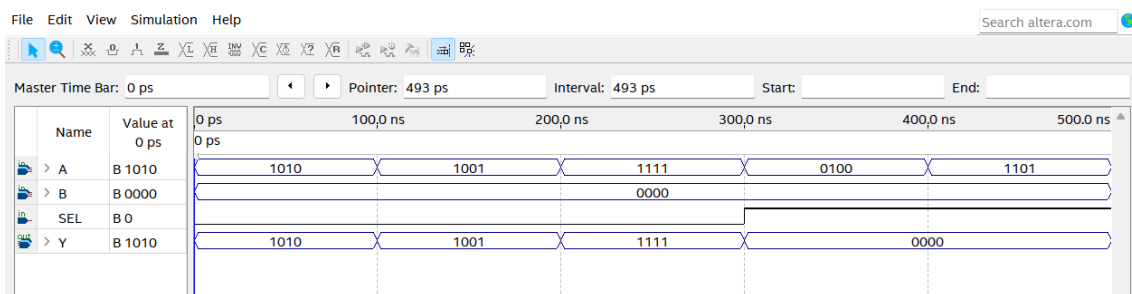 File Edit View Simulation Help
Search altera.com
Master Time Bar: 0 ps Pointer: 493 ps Interval: 493 ps Start: End:
Name Value at 0 ps 0 ps 100,0 ns 200,0 ns 300,0 ns 400,0 ns 500.0 ns
0 ps
A B 1010 1010 1001 1111 0100 1101
B B 0000 0000
SEL B 0
Y B 1010 1010 1001 1111 0000